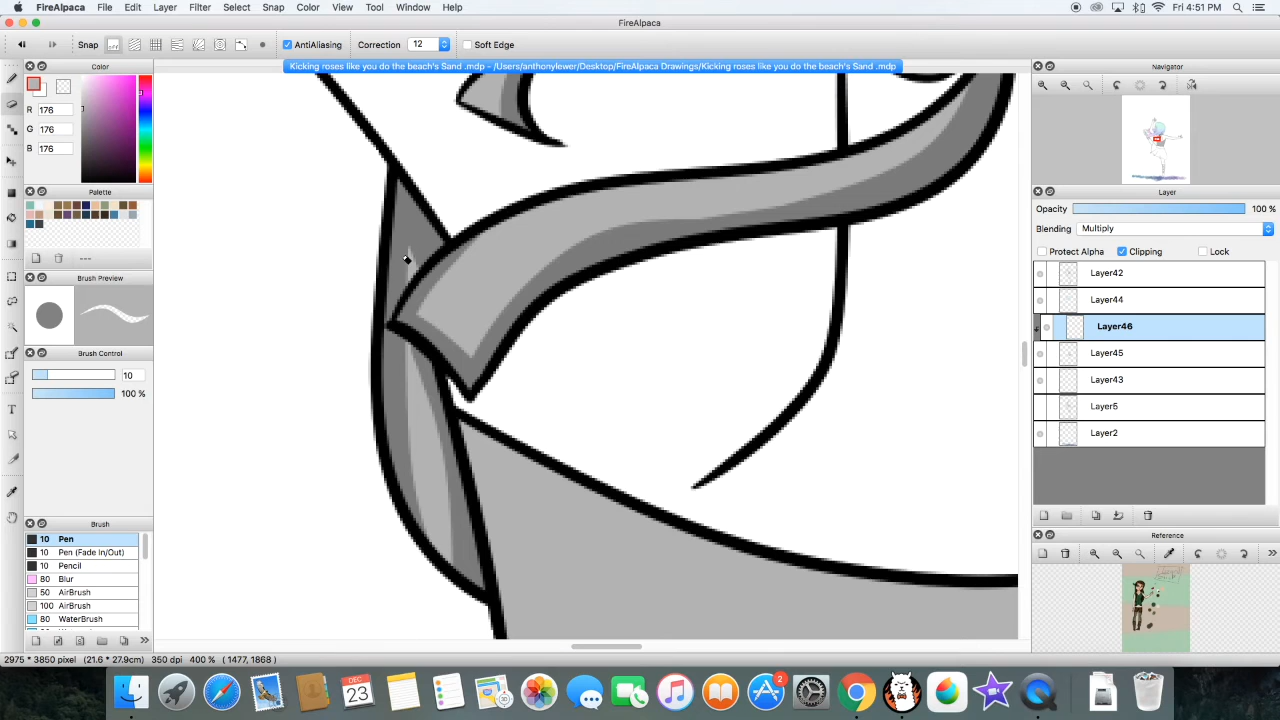 FireAlpaca File Edit Layer Filter Select Snap Color View Tool Window Help Fri 4:51 PM
FireAlpaca
Snap AntiAliasing Correction 12 Soft Edge
Kicking roses like you do the beach's Sand .mdp - /Users/anthonylewer/Desktop/FireAlpaca Drawings/Kicking roses like you do the beach's Sand .mdp
Color
R 176
G 176
B 176
Palette
---
Brush Preview
Brush Control
10
100 %
Brush
10 Pen
10 Pen (Fade In/Out)
10 Pencil
80 Blur
50 AirBrush
100 AirBrush
80 WaterBrush
Navigator
Layer
Opacity 100 %
Blending Multiply
Protect Alpha Clipping Lock
Layer42
Layer44
Layer46
Layer45
Layer43
Layer5
Layer2
Reference
2975 * 3850 pixel (21.6 * 27.9cm) 350 dpi 400 % ( 1477, 1868 )
DEC
23
2